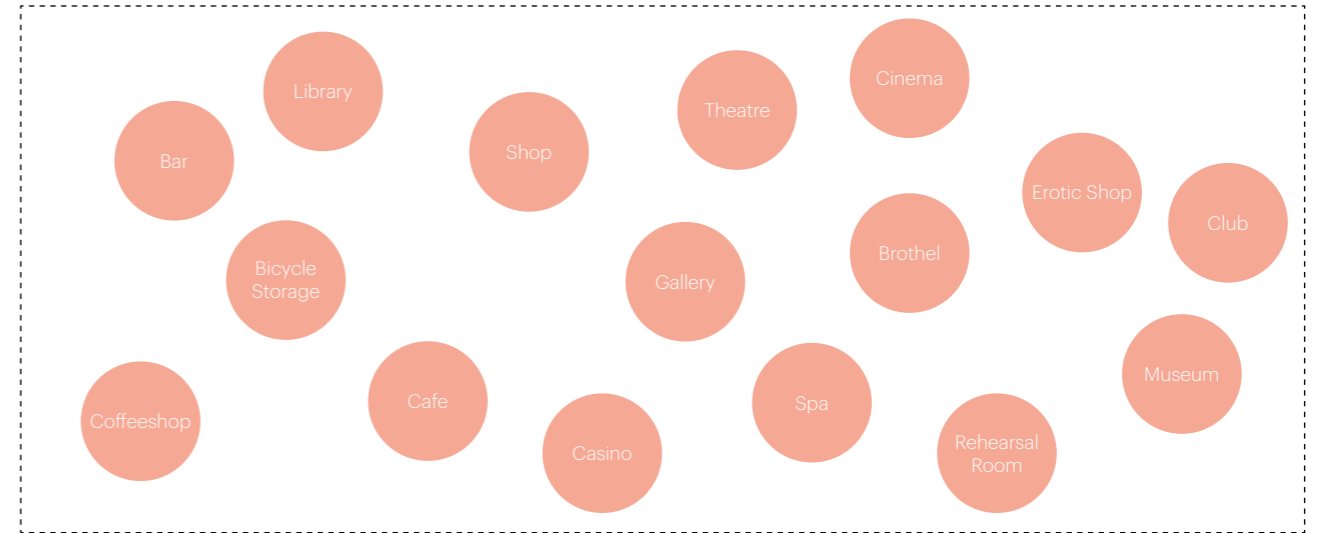 Cinema
Library
Theatre
Shop
Bar
Erotic Shop
Club
Brothel
Bicycle
Storage
Gallery
Museum
Cafe
Spa
Coffeeshop
Casino
Rehearsal
Room